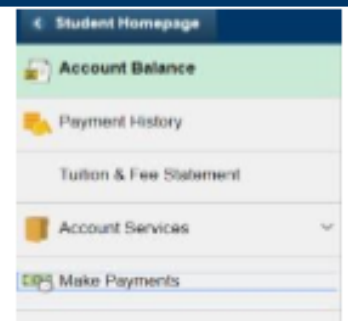 Student Homepage
Account Balance
Payment History
Tuition & Fee Statement
Account Services
Make Payments